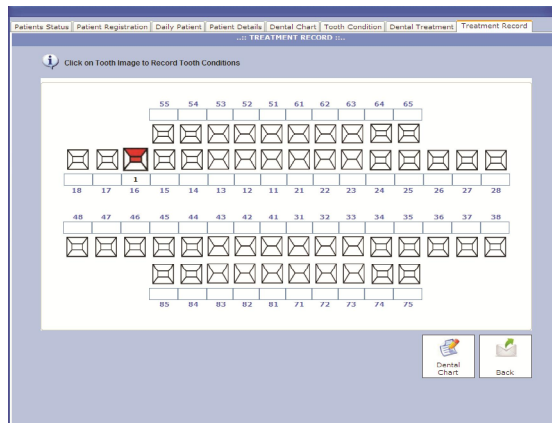 Patients Status Patient Registration Daily Patient Patient Details Dental Chart Tooth Condition Dental Treatment Treatment Record
..:: TREATMENT RECORD ::..
Click on Tooth Image to Record Tooth Conditions
55 54 53 52 51 61 62 63 64 65
1
18 17 16 15 14 13 12 11 21 22 23 24 25 26 27 28
48 47 46 45 44 43 42 41 31 32 33 34 35 36 37 38
85 84 83 82 81 71 72 73 74 75
Dental
Chart Back